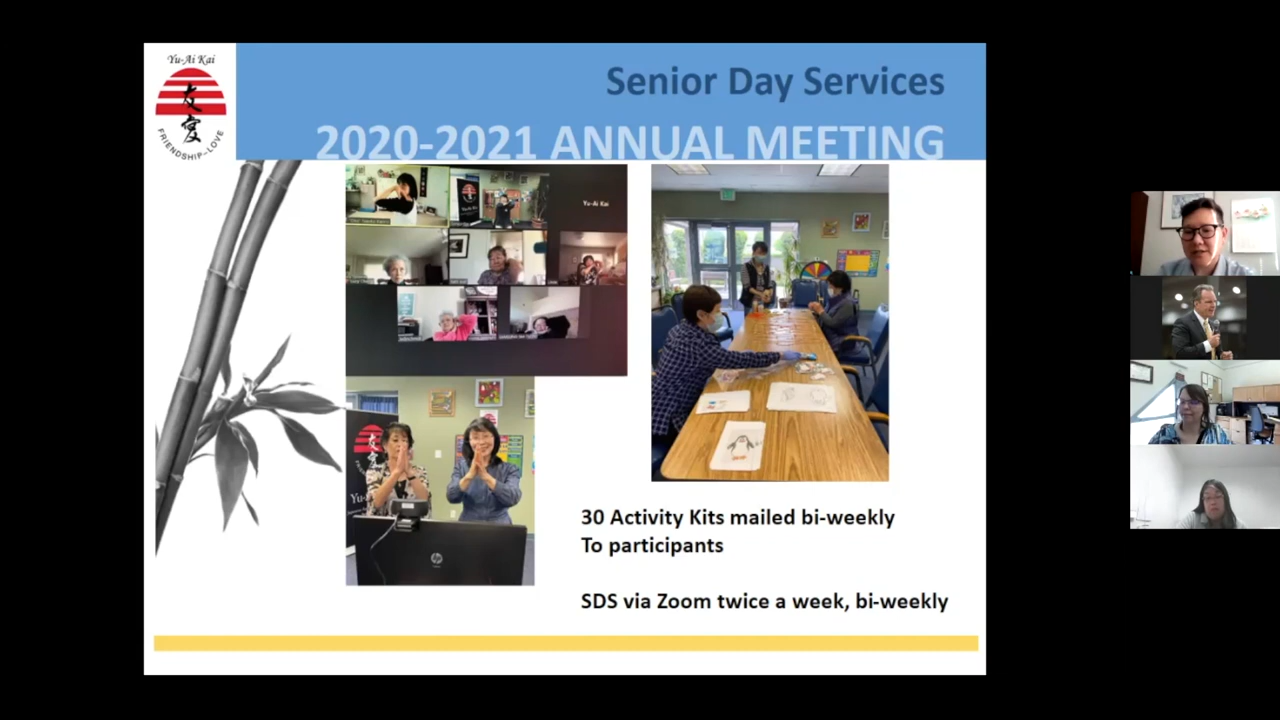 Yu-Ai Kai
友
愛
FRIENDSHIP-LOVE
Senior Day Services
2020-2021 ANNUAL MEETING
Yu-Ai Kai
30 Activity Kits mailed bi-weekly
To participants
SDS via Zoom twice a week, bi-weekly
hp